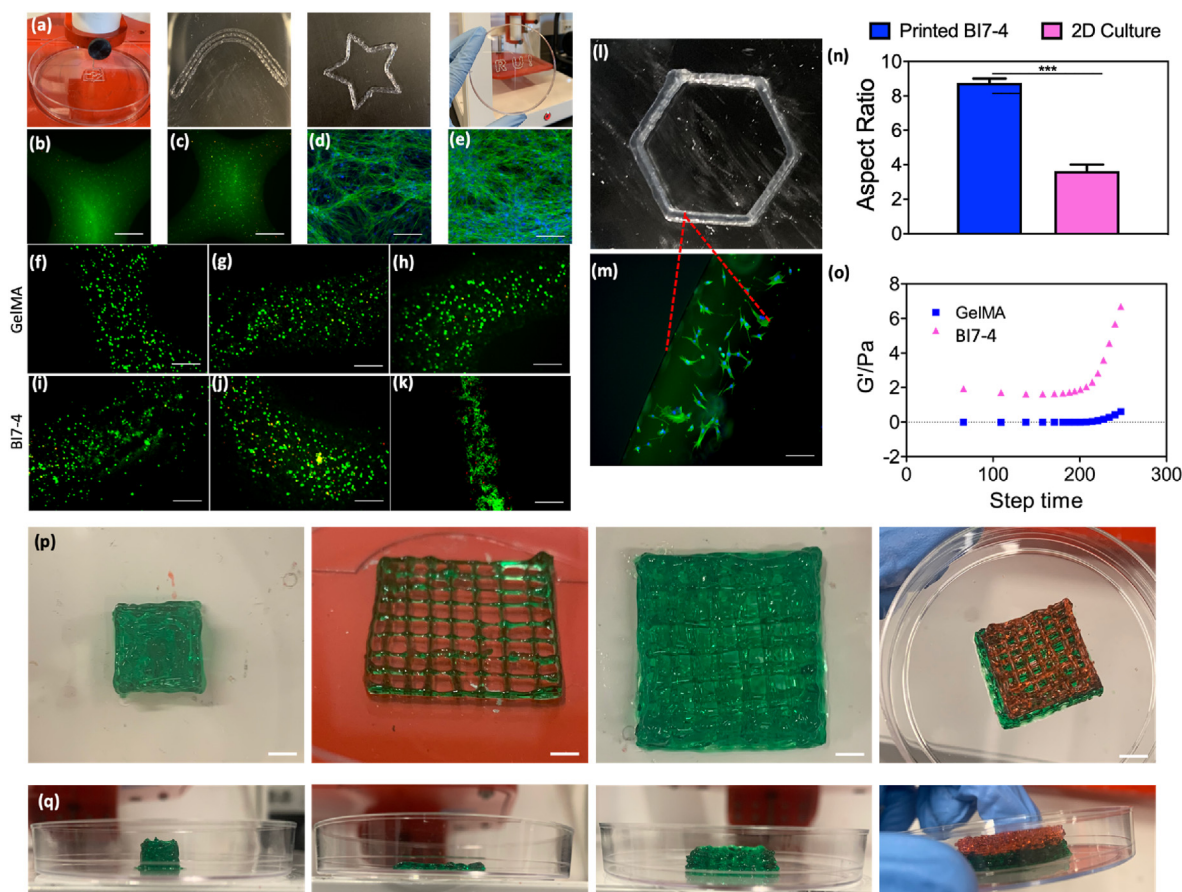 (a)
R U I
(b)
(c)
(d)
(e)
GelMA
(f)
(g)
(h)
BI7-4
(i)
(j)
(k)
(l)
(m)
Printed BI7-4
2D Culture
(n)
***
Aspect Ratio
10
8
6
4
2
0
(o)
GelMA
BI7-4
G'/Pa
8
6
4
2
0
-2
0
100
200
300
Step time
(p)
(q)